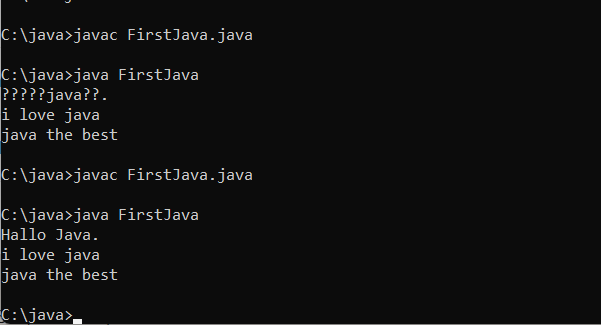 C:\java>javac FirstJava.java
C:\java>java FirstJava
?????java??.
i love java
java the best
C:\java>javac FirstJava.java
C:\java>java FirstJava
Hallo Java.
i love java
java the best
C:\java>